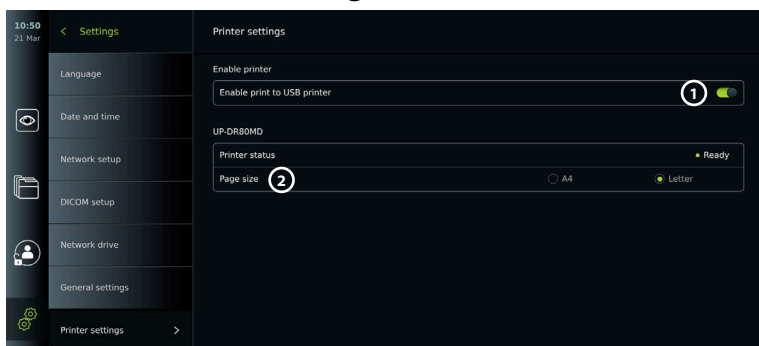 10:50
21 Mar
< Settings
Language
Date and time
Network setup
DICOM setup
Network drive
General settings
Printer settings >
Printer settings
Enable printer
Enable print to USB printer 1
UP-DR80MD
Printer status • Ready
Page size 2 A4 Letter